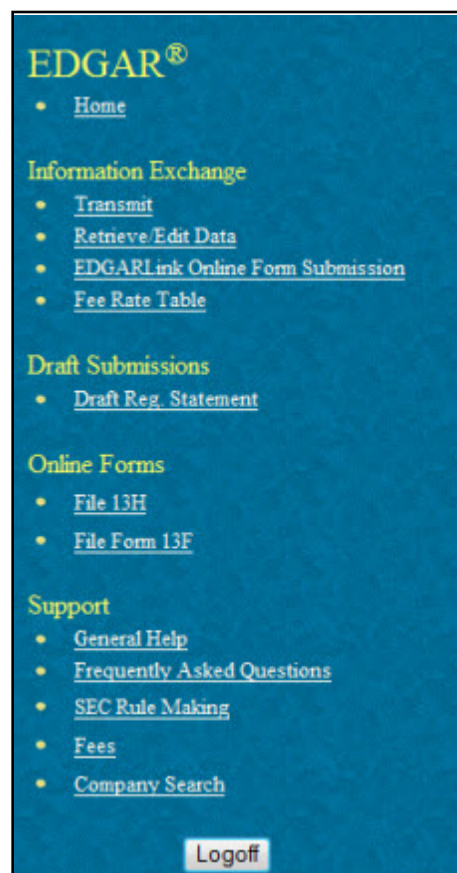 EDGAR®
Home
Information Exchange
Transmit
Retrieve/Edit Data
EDGARLink Online Form Submission
Fee Rate Table
Draft Submissions
Draft Reg. Statement
Online Forms
File 13H
File Form 13F
Support
General Help
Frequently Asked Questions
SEC Rule Making
Fees
Company Search
Logoff